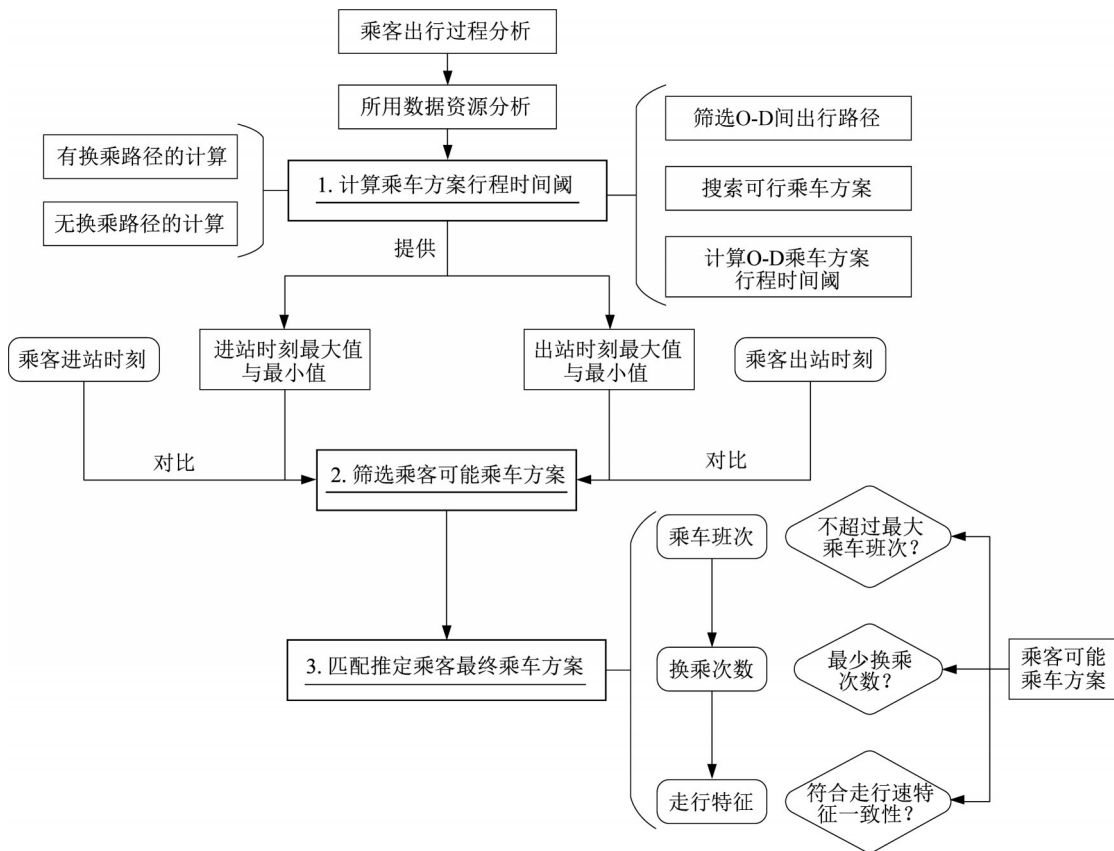 乘客出行过程分析
所用数据资源分析
有换乘路径的计算
无换乘路径的计算
1. 计算乘车方案行程时间阈
筛选O-D间出行路径
搜索可行乘车方案
计算O-D乘车方案
行程时间阈
提供
乘客进站时刻
进站时刻最大值
与最小值
出站时刻最大值
与最小值
乘客出站时刻
对比
对比
2. 筛选乘客可能乘车方案
乘车班次
不超过最大
乘车班次?
3. 匹配推定乘客最终乘车方案
换乘次数
最少换乘
次数?
乘客可能
乘车方案
走行特征
符合走行速特
征一致性?